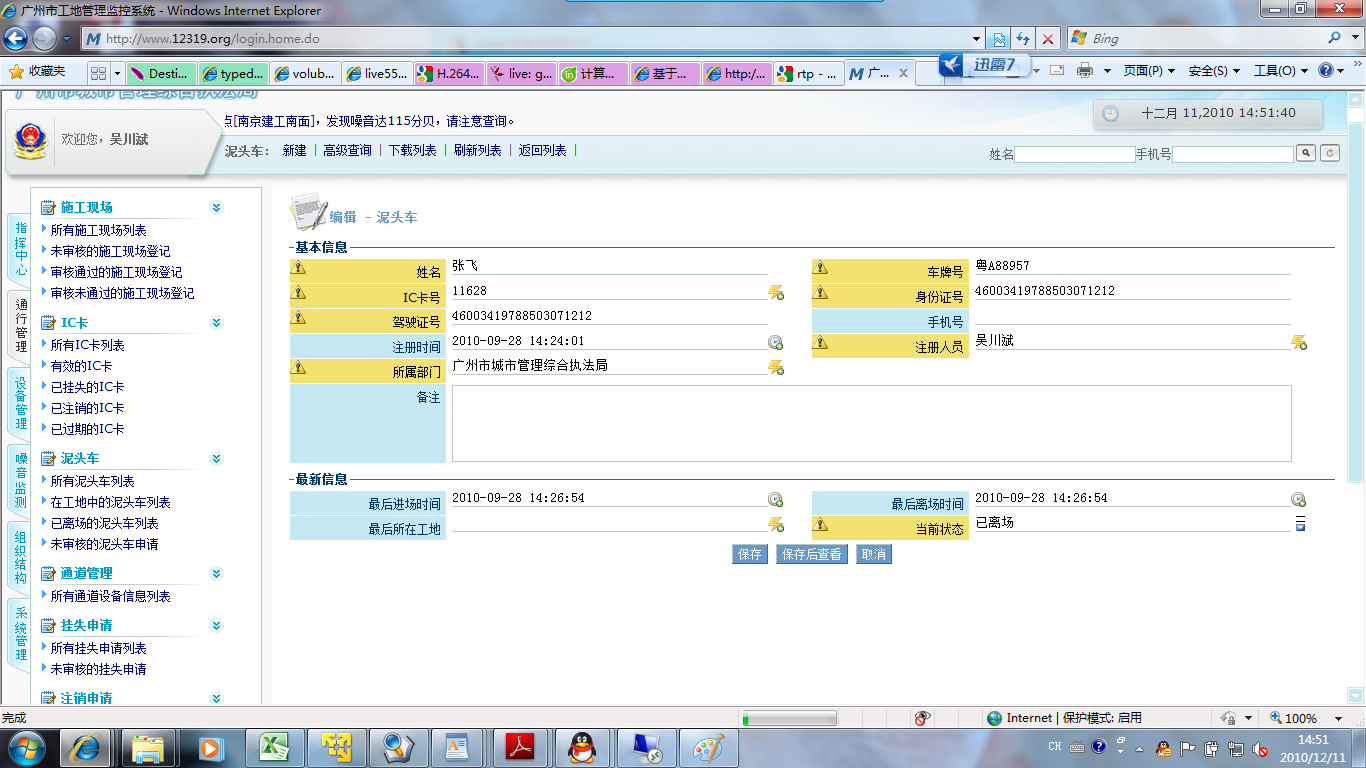 广州市工地管理监控系统 - Windows Internet Explorer
http://www.12319.org/login.home.do
Bing
收藏夹
Desti...
typed...
volub...
live55...
H.264...
live: g...
计算...
基于...
http:/...
rtp - ...
广...
迅雷7
页面(P)
安全(S)
工具(O)
广州市城市管理综合执法局
欢迎您，吴川斌
点[南京建工南面]，发现噪音达115分贝，请注意查询。
十二月 11,2010 14:51:40
泥头车： 新建 | 高级查询 | 下载列表 | 刷新列表 | 返回列表 |
姓名 手机号
指挥中心
通行管理
设备管理
噪音监测
组织结构
系统管理
施工现场
所有施工现场列表
未审核的施工现场登记
审核通过的施工现场登记
审核未通过的施工现场登记
IC卡
所有IC卡列表
有效的IC卡
已挂失的IC卡
已注销的IC卡
已过期的IC卡
泥头车
所有泥头车列表
在工地中的泥头车列表
已离场的泥头车列表
未审核的泥头车申请
通道管理
所有通道设备信息列表
挂失申请
所有挂失申请列表
未审核的挂失申请
注销申请
编辑 - 泥头车
基本信息
姓名 张飞 车牌号 粤A88957
IC卡号 11628 身份证号 46003419788503071212
驾驶证号 46003419788503071212 手机号
注册时间 2010-09-28 14:24:01 注册人员 吴川斌
所属部门 广州市城市管理综合执法局
备注
最新信息
最后进场时间 2010-09-28 14:26:54 最后离场时间 2010-09-28 14:26:54
最后所在工地 当前状态 已离场
保存 保存后查看 取消
完成
Internet | 保护模式: 启用
100%
CH
14:51
2010/12/11